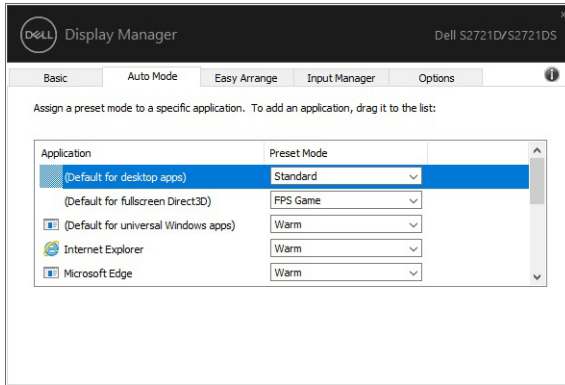 DELL Display Manager Dell S2721D/S2721DS
Basic Auto Mode Easy Arrange Input Manager Options
Assign a preset mode to a specific application. To add an application, drag it to the list:
Application Preset Mode
(Default for desktop apps) Standard
(Default for fullscreen Direct3D) FPS Game
(Default for universal Windows apps) Warm
Internet Explorer Warm
Microsoft Edge Warm